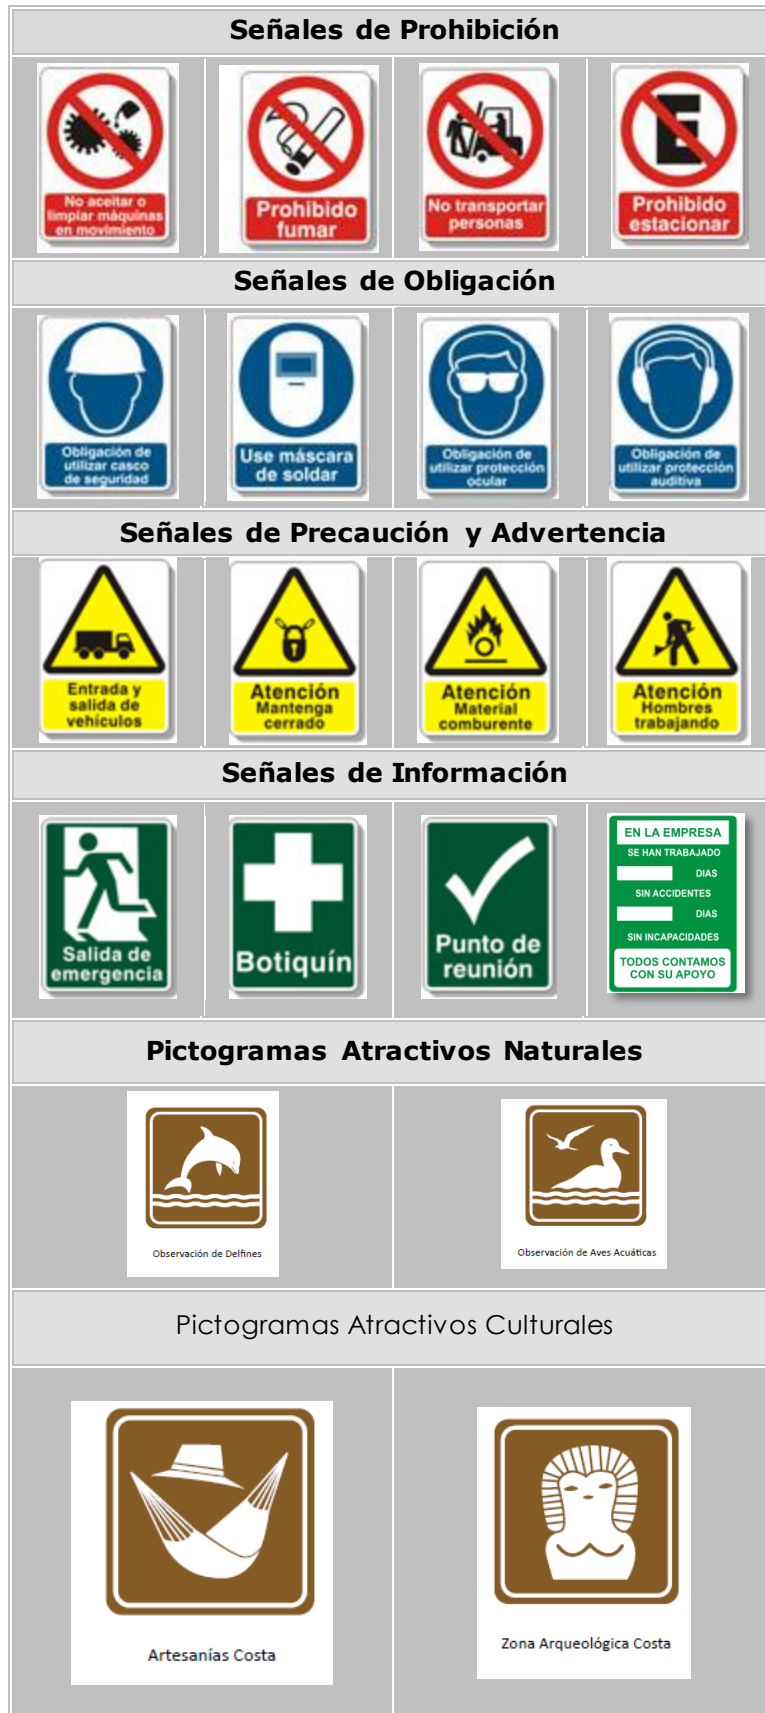 Señales de Prohibición
No aceitar o
limpiar máquinas
en movimiento
Prohibido
fumar
No transportar
personas
E
Prohibido
estacionar
Señales de Obligación
Obligación de
utilizar casco
de seguridad
Use máscara
de soldar
Obligación de
utilizar protección
ocular
Obligación de
utilizar protección
auditiva
Señales de Precaución y Advertencia
Entrada y
salida de
vehículos
Atención
Mantenga
cerrado
Atención
Material
comburente
Atención
Hombres
trabajando
Señales de Información
Salida de
emergencia
Botiquín
Punto de
reunión
EN LA EMPRESA
SE HAN TRABAJADO
DIAS
SIN ACCIDENTES
DIAS
SIN INCAPACIDADES
TODOS CONTAMOS
CON SU APOYO
Pictogramas Atractivos Naturales
Observación de Delfines
Observación de Aves Acuáticas
Pictogramas Atractivos Culturales
Artesanías Costa
Zona Arqueológica Costa